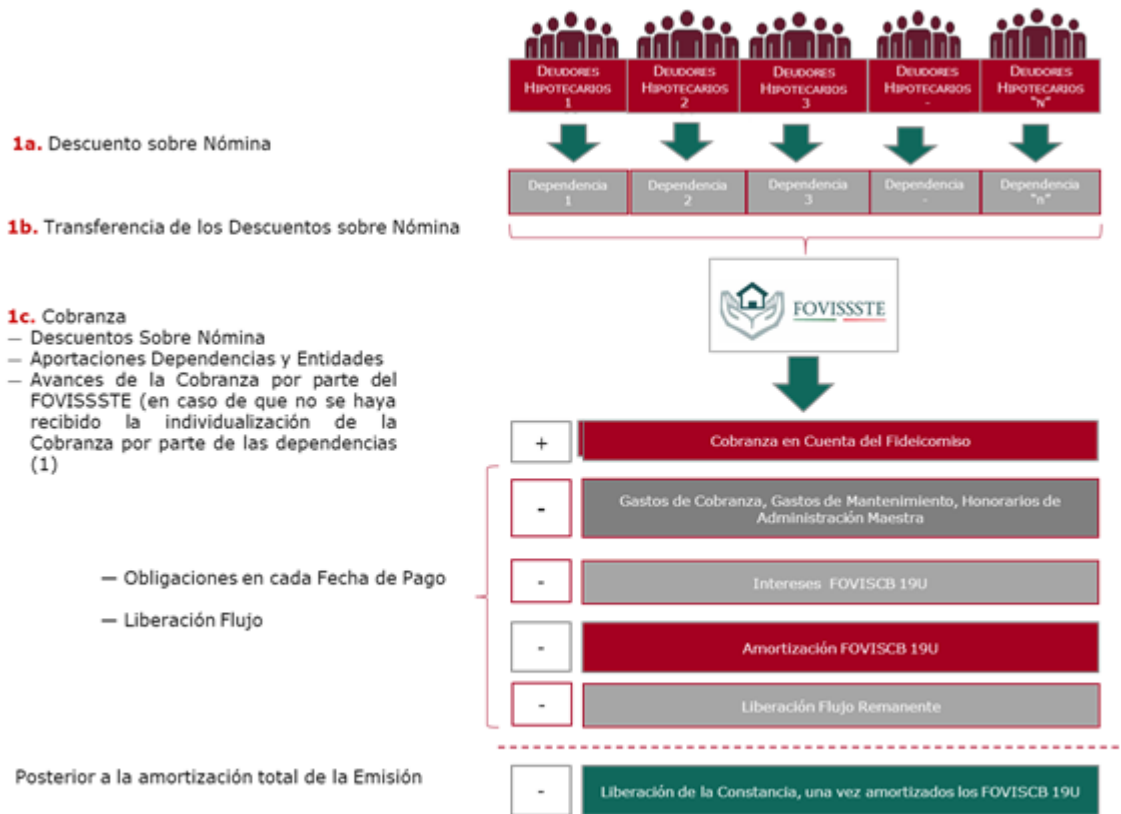 DEUDORES HIPOTECARIOS 1
DEUDORES HIPOTECARIOS 2
DEUDORES HIPOTECARIOS 3
DEUDORES HIPOTECARIOS -
DEUDORES HIPOTECARIOS "N"
1a. Descuento sobre Nómina
Dependencia 1
Dependencia 2
Dependencia 3
Dependencia -
Dependencia "n"
1b. Transferencia de los Descuentos sobre Nómina
FOVISSSTE
1c. Cobranza
— Descuentos Sobre Nómina
— Aportaciones Dependencias y Entidades
— Avances de la Cobranza por parte del
FOVISSSTE (en caso de que no se haya
recibido la individualización de la
Cobranza por parte de las dependencias
(1)
+ Cobranza en Cuenta del Fideicomiso
- Gastos de Cobranza, Gastos de Mantenimiento, Honorarios de
Administración Maestra
— Obligaciones en cada Fecha de Pago
— Liberación Flujo
- Intereses FOVISCB 19U
- Amortización FOVISCB 19U
- Liberación Flujo Remanente
Posterior a la amortización total de la Emisión
- Liberación de la Constancia, una vez amortizados los FOVISCB 19U